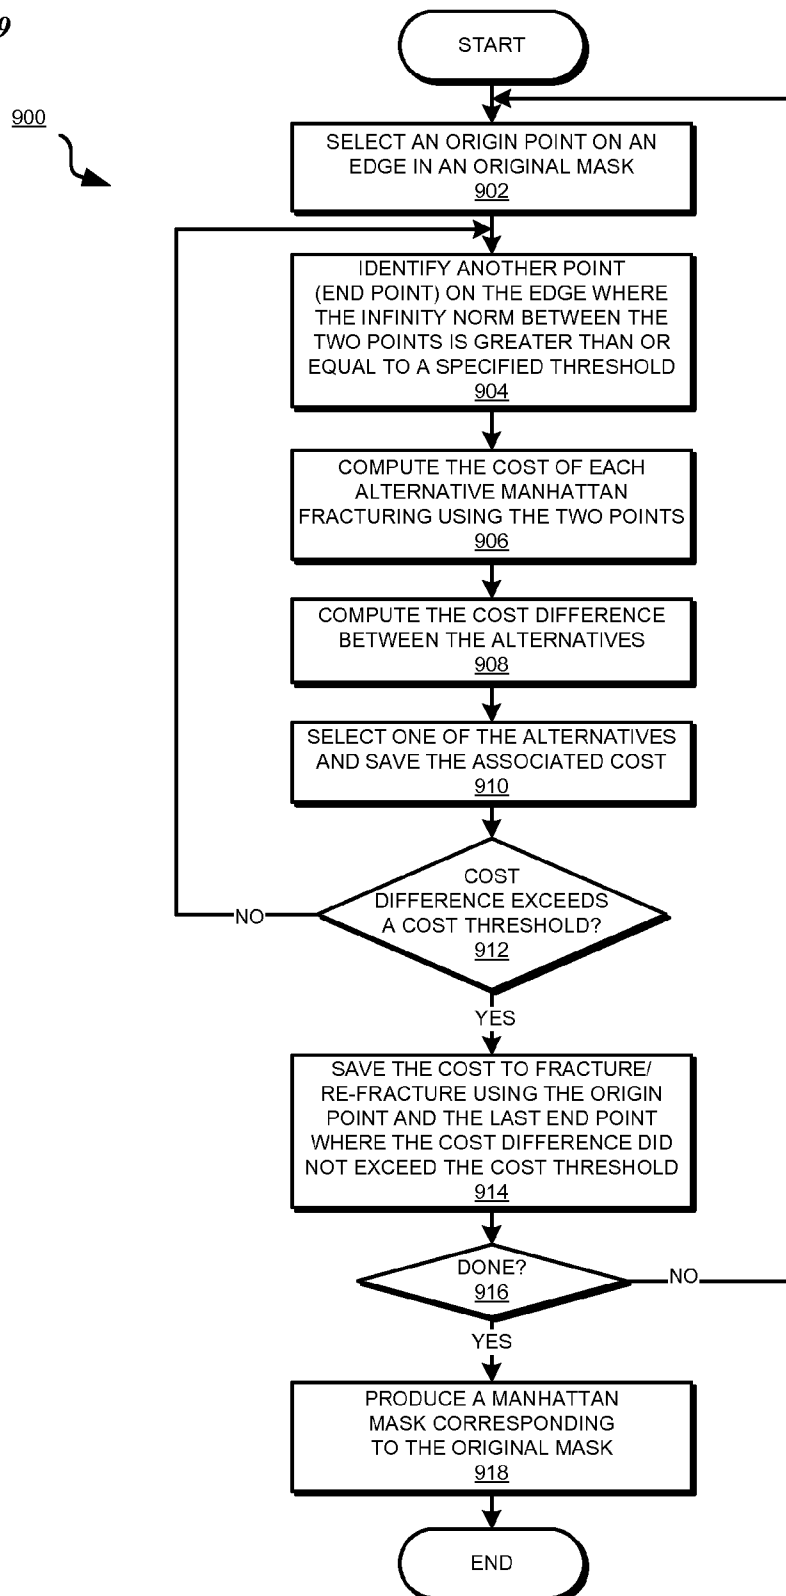 9
START
900
SELECT AN ORIGIN POINT ON AN
EDGE IN AN ORIGINAL MASK
902
IDENTIFY ANOTHER POINT
(END POINT) ON THE EDGE WHERE
THE INFINITY NORM BETWEEN THE
TWO POINTS IS GREATER THAN OR
EQUAL TO A SPECIFIED THRESHOLD
904
COMPUTE THE COST OF EACH
ALTERNATIVE MANHATTAN
FRACTURING USING THE TWO POINTS
906
COMPUTE THE COST DIFFERENCE
BETWEEN THE ALTERNATIVES
908
SELECT ONE OF THE ALTERNATIVES
AND SAVE THE ASSOCIATED COST
910
COST
DIFFERENCE EXCEEDS
A COST THRESHOLD?
912
NO
YES
SAVE THE COST TO FRACTURE/
RE-FRACTURE USING THE ORIGIN
POINT AND THE LAST END POINT
WHERE THE COST DIFFERENCE DID
NOT EXCEED THE COST THRESHOLD
914
DONE?
916
NO
YES
PRODUCE A MANHATTAN
MASK CORRESPONDING
TO THE ORIGINAL MASK
918
END